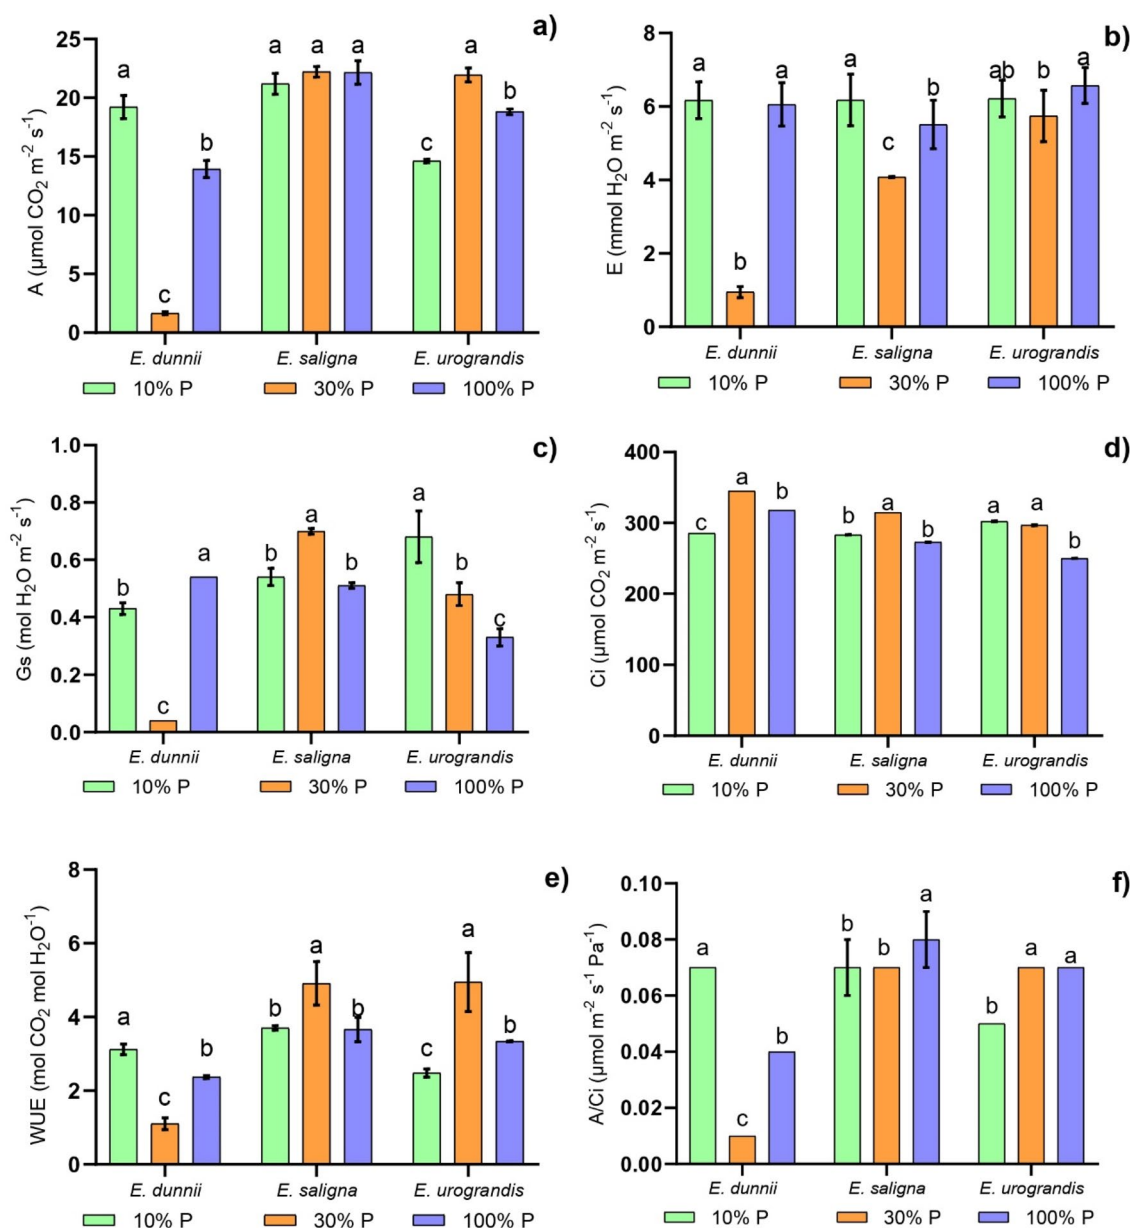 a)
A (µmol CO₂ m⁻² s⁻¹)
25
20
15
10
5
0
a c b
a a a
c a b
E. dunnii E. saligna E. urograndis
10% P 30% P 100% P
b)
E (mmol H₂O m⁻² s⁻¹)
8
6
4
2
0
a b a
a c b
ab b a
E. dunnii E. saligna E. urograndis
10% P 30% P 100% P
c)
Gs (mol H₂O m⁻² s⁻¹)
1.0
0.8
0.6
0.4
0.2
0.0
b c a
b a b
a b c
E. dunnii E. saligna E. urograndis
10% P 30% P 100% P
d)
Ci (µmol CO₂ m⁻² s⁻¹)
400
300
200
100
0
c a b
b a b
a a b
E. dunnii E. saligna E. urograndis
10% P 30% P 100% P
e)
WUE (mol CO₂ mol H₂O⁻¹)
8
6
4
2
0
a c b
b a b
c a b
E. dunnii E. saligna E. urograndis
10% P 30% P 100% P
f)
A/Ci (µmol m⁻² s⁻¹ Pa⁻¹)
0.10
0.08
0.06
0.04
0.02
0.00
a c b
b b a
b a a
E. dunnii E. saligna E. urograndis
10% P 30% P 100% P